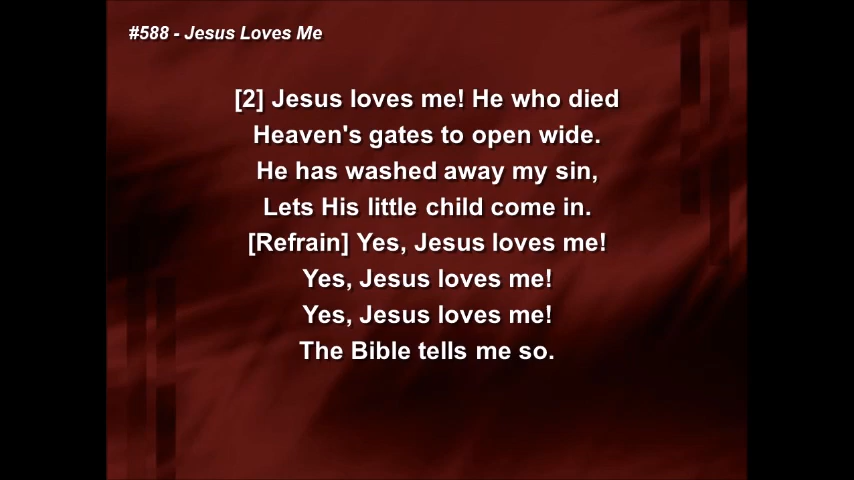 #588 - Jesus Loves Me
[2] Jesus loves me! He who died
Heaven's gates to open wide.
He has washed away my sin,
Lets His little child come in.
[Refrain] Yes, Jesus loves me!
Yes, Jesus loves me!
Yes, Jesus loves me!
The Bible tells me so.